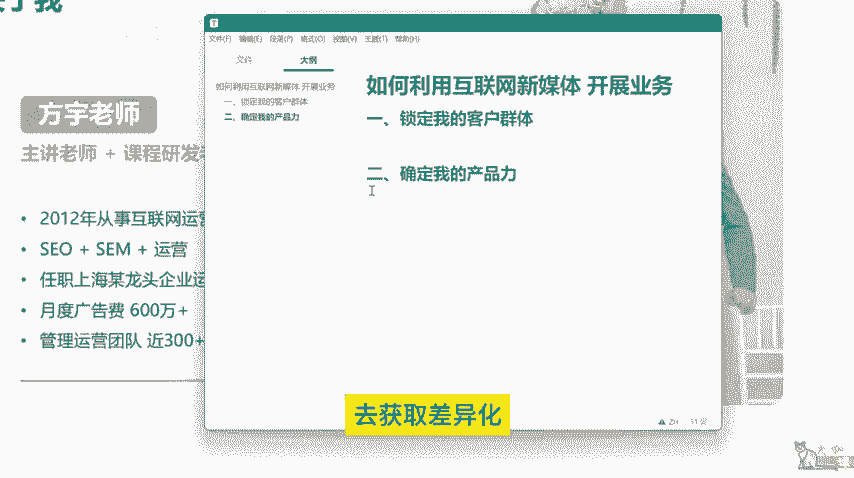 于我
方宇老师
主讲老师 + 课程研发
• 2012年从事互联网运营
• SEO + SEM + 运营
• 任职上海某龙头企业运
• 月度广告费 600万+
• 管理运营团队 近300+
文件(F) 编辑(E) 段落(P) 格式(O) 视图(V) 主题(T) 帮助(H)
文件 大纲
如何利用互联网新媒体 开展业务
一、锁定我的客户群体
二、确定我的产品力
如何利用互联网新媒体 开展业务
一、锁定我的客户群体
二、确定我的产品力
去获取差异化